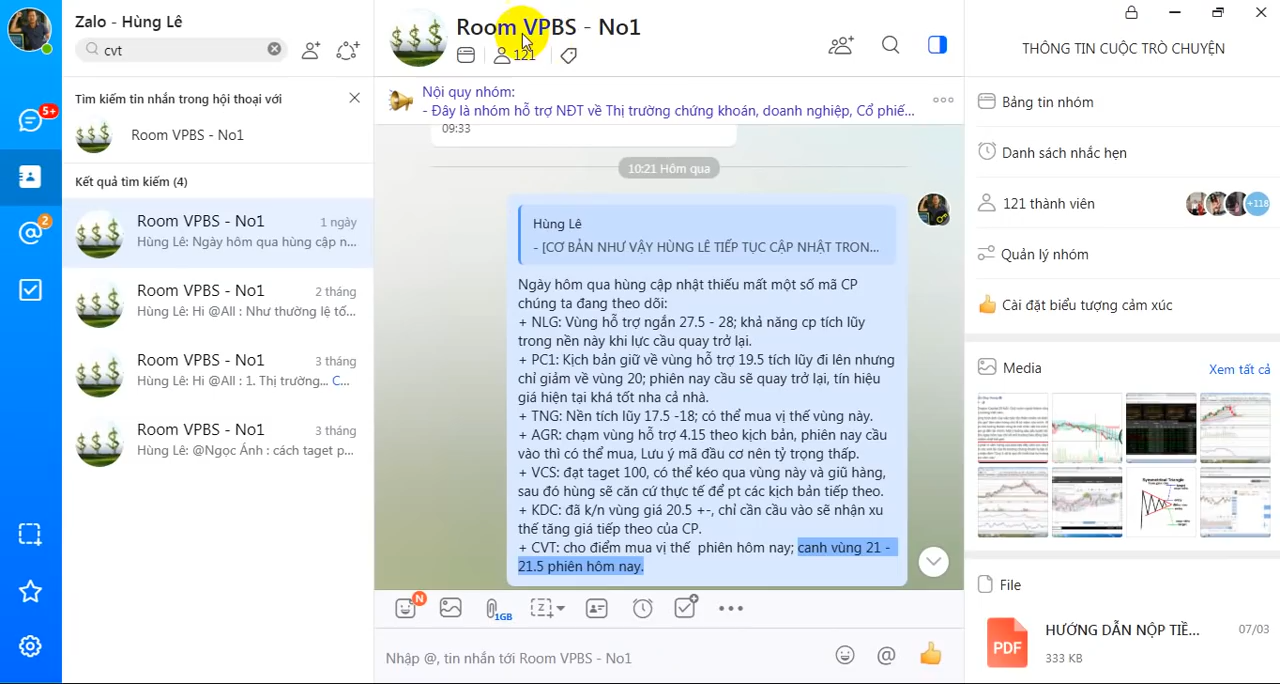 Zalo - Hùng Lê
cvt
Tìm kiếm tin nhắn trong hội thoại với
Room VPBS - No1
Kết quả tìm kiếm (4)
Room VPBS - No1
1 ngày
Hùng Lê: Ngày hôm qua hùng cập n...
Room VPBS - No1
2 tháng
Hùng Lê: Hi @All : Như thường lệ tố...
Room VPBS - No1
3 tháng
Hùng Lê: Hi @All : 1. Thị trường... C...
Room VPBS - No1
3 tháng
Hùng Lê: @Ngọc Ánh : cách taget p...
5+
2
Room VPBS - No1
121
Nội quy nhóm:
- Đây là nhóm hỗ trợ NĐT về Thị trường chứng khoán, doanh nghiệp, Cổ phiế...
09:33
10:21 Hôm qua
Hùng Lê
- [CƠ BẢN NHƯ VẬY HÙNG LÊ TIẾP TỤC CẬP NHẬT TRON...
Ngày hôm qua hùng cập nhật thiếu mất một số mã CP
chúng ta đang theo dõi:
+ NLG: Vùng hỗ trợ ngắn 27.5 - 28; khả năng cp tích lũy
trong nền này khi lực cầu quay trở lại.
+ PC1: Kịch bản giữ về vùng hỗ trợ 19.5 tích lũy đi lên nhưng
chỉ giảm về vùng 20; phiên nay cầu sẽ quay trở lại, tín hiệu
giá hiện tại khá tốt nha cả nhà.
+ TNG: Nền tích lũy 17.5 -18; có thể mua vị thế vùng này.
+ AGR: chạm vùng hỗ trợ 4.15 theo kịch bản, phiên nay cầu
vào thì có thể mua, Lưu ý mã đầu cơ nên tỷ trọng thấp.
+ VCS: đạt taget 100, có thể kéo qua vùng này và giũ hàng,
sau đó hùng sẽ căn cứ thực tế để pt các kịch bản tiếp theo.
+ KDC: đã k/n vùng giá 20.5 +-, chỉ cần cầu vào sẽ nhận xu
thế tăng giá tiếp theo của CP.
+ CVT: cho điểm mua vị thế phiên hôm nay; canh vùng 21 -
21.5 phiên hôm nay.
N
1GB
Nhập @, tin nhắn tới Room VPBS - No1
THÔNG TIN CUỘC TRÒ CHUYỆN
Bảng tin nhóm
Danh sách nhắc hẹn
121 thành viên
+118
Quản lý nhóm
Cài đặt biểu tượng cảm xúc
Media
Xem tất cả
Symmetrical Triangle
File
PDF
HƯỚNG DẪN NỘP TIỀ...
07/03
333 KB